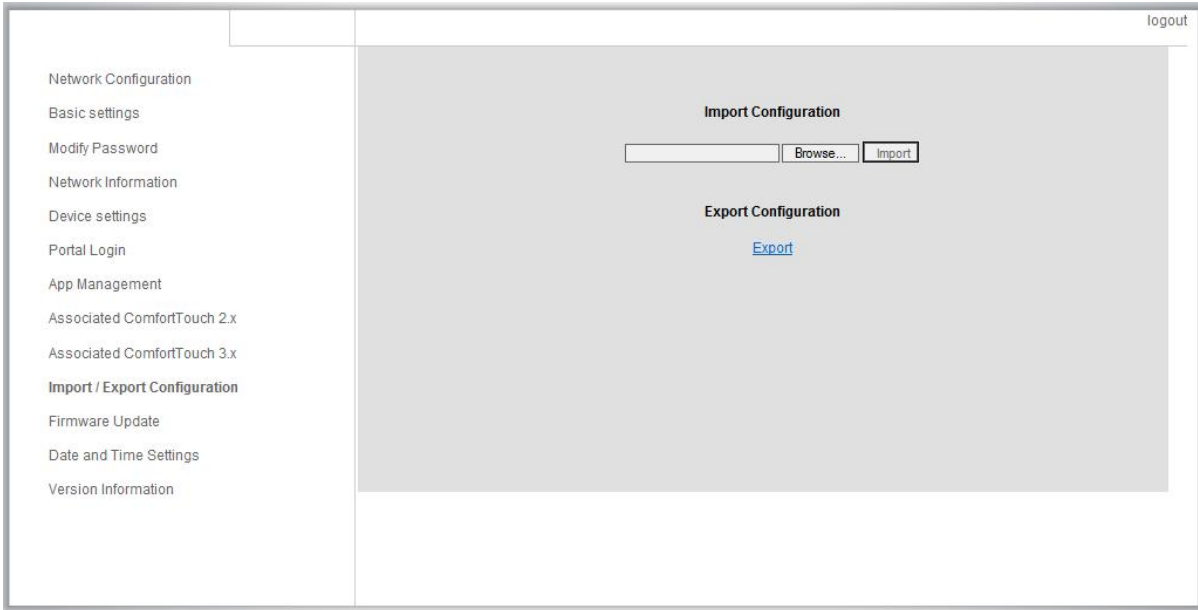 logout
Network Configuration
Basic settings
Modify Password
Network Information
Device settings
Portal Login
App Management
Associated ComfortTouch 2.x
Associated ComfortTouch 3.x
Import / Export Configuration
Firmware Update
Date and Time Settings
Version Information
Import Configuration
Browse... Import
Export Configuration
Export